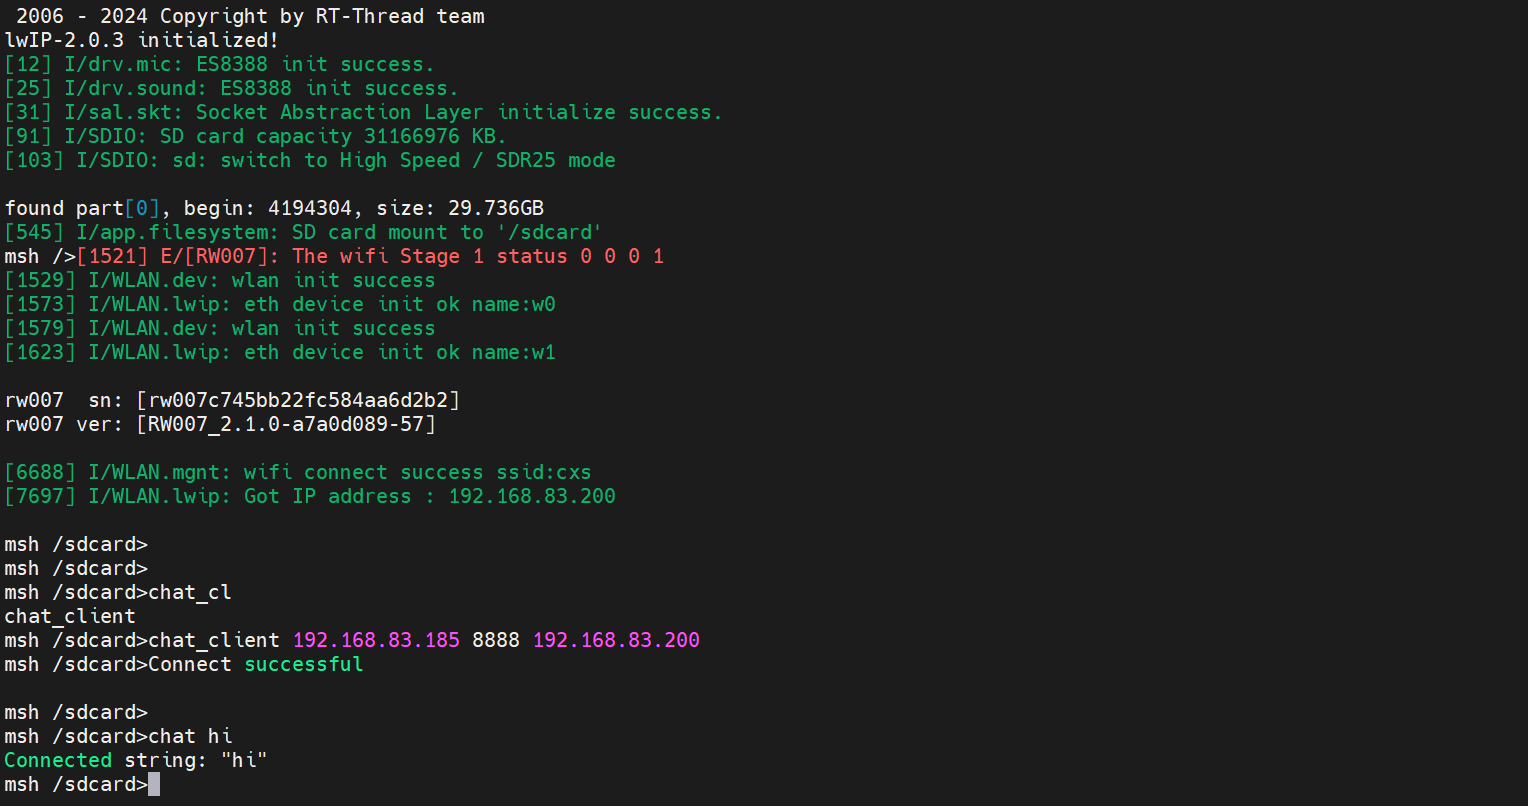 2006 - 2024 Copyright by RT-Thread team
lwIP-2.0.3 initialized!
[12] I/drv.mic: ES8388 init success.
[25] I/drv.sound: ES8388 init success.
[31] I/sal.skt: Socket Abstraction Layer initialize success.
[91] I/SDIO: SD card capacity 31166976 KB.
[103] I/SDIO: sd: switch to High Speed / SDR25 mode
found part[0], begin: 4194304, size: 29.736GB
[545] I/app.filesystem: SD card mount to '/sdcard'
msh />[1521] E/[RW007]: The wifi Stage 1 status 0 0 0 1
[1529] I/WLAN.dev: wlan init success
[1573] I/WLAN.lwip: eth device init ok name:w0
[1579] I/WLAN.dev: wlan init success
[1623] I/WLAN.lwip: eth device init ok name:w1
rw007  sn: [rw007c745bb22fc584aa6d2b2]
rw007 ver: [RW007_2.1.0-a7a0d089-57]
[6688] I/WLAN.mgnt: wifi connect success ssid:cxs
[7697] I/WLAN.lwip: Got IP address : 192.168.83.200
msh /sdcard>
msh /sdcard>
msh /sdcard>chat_cl
chat_client
msh /sdcard>chat_client 192.168.83.185 8888 192.168.83.200
msh /sdcard>Connect successful
msh /sdcard>
msh /sdcard>chat hi
Connected string: "hi"
msh /sdcard>